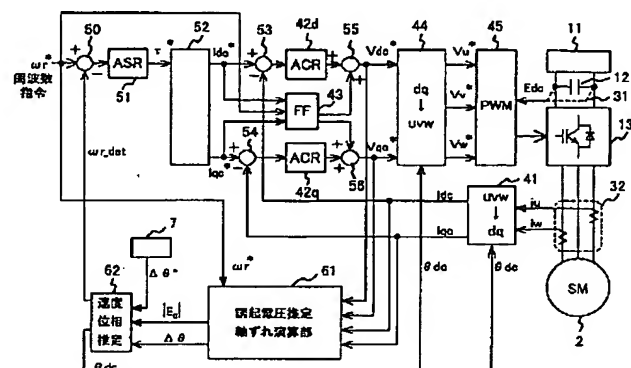 ωr*
周波数
指令
50
ASR
51
τ*
52
Idc*
Iqc*
53
42d
ACR
55
43
FF
54
ACR
42q
56
Vdc*
Vqc*
44
dq
↓
uvw
Vu*
Vv*
Vw*
45
PWM
Edc
11
12
31
13
32
iu
iw
41
uvw
↓
dq
Idc
Iqc
θdc
θdc
SM
2
ωr_det
7
Δθ*
62
速度
位相
推定
|Ec|
Δθ
ωr*
61
誘起電圧推定
軸ずれ演算部
θdc